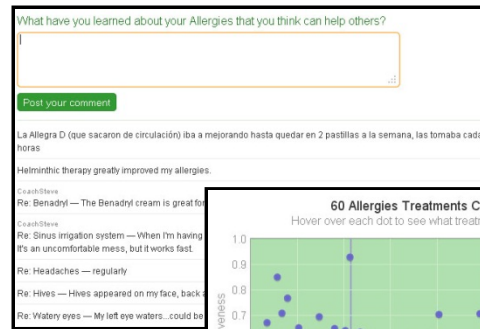 What have you learned about your Allergies that you think can help others?
Post your comment
La Allegra D (que sacaron de circulación) iba a mejorando hasta quedar en 2 pastillas a la semana, las tomaba cada
horas
Helminthic therapy greatly improved my allergies.
CoachSteve
Re: Benadryl — The Benadryl cream is great for
CoachSteve
Re: Sinus irrigation system — When I'm having
It's an uncomfortable mess, but it works fast.
Re: Headaches — regularly
Re: Hives — Hives appeared on my face, back
Re: Watery eyes — My left eye waters...could be
60 Allergies Treatments C
Hover over each dot to see what treatm
1.0
0.9
0.8
0.7
veness